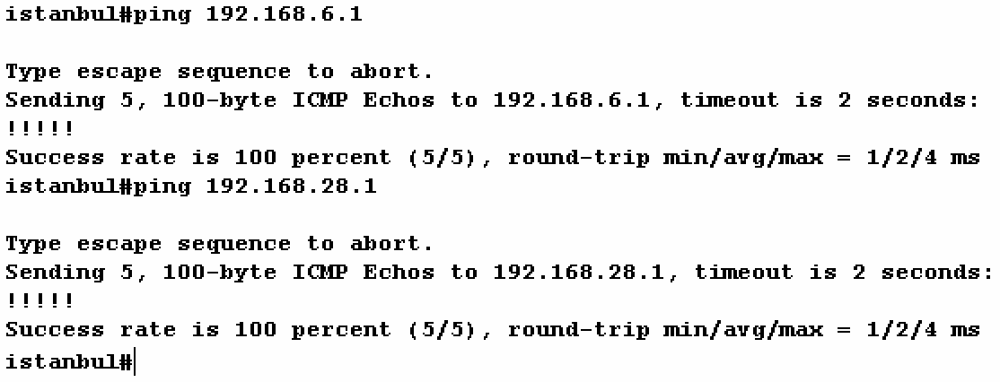 istanbul#ping 192.168.6.1
Type escape sequence to abort.
Sending 5, 100-byte ICMP Echos to 192.168.6.1, timeout is 2 seconds:
!!!!!
Success rate is 100 percent (5/5), round-trip min/avg/max = 1/2/4 ms
istanbul#ping 192.168.28.1
Type escape sequence to abort.
Sending 5, 100-byte ICMP Echos to 192.168.28.1, timeout is 2 seconds:
!!!!!
Success rate is 100 percent (5/5), round-trip min/avg/max = 1/2/4 ms
istanbul#